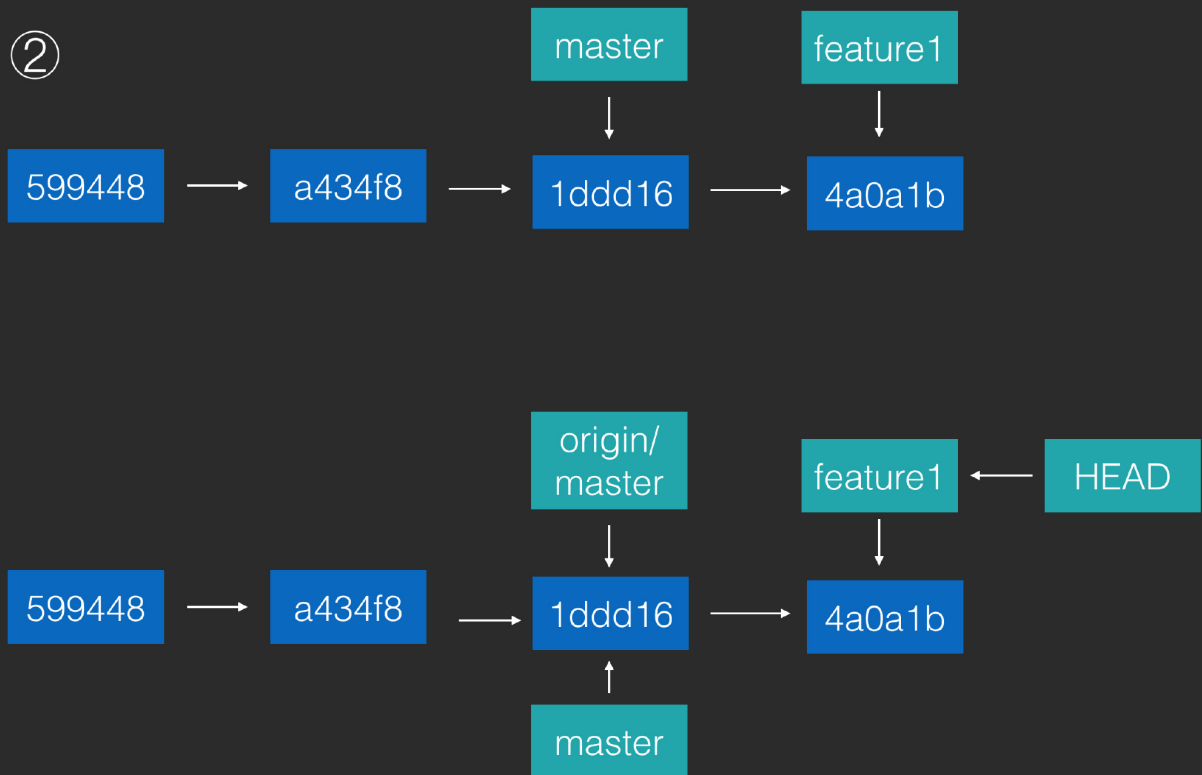 ②
master
feature1
599448
a434f8
1ddd16
4a0a1b
origin/
master
feature1
HEAD
599448
a434f8
1ddd16
4a0a1b
master